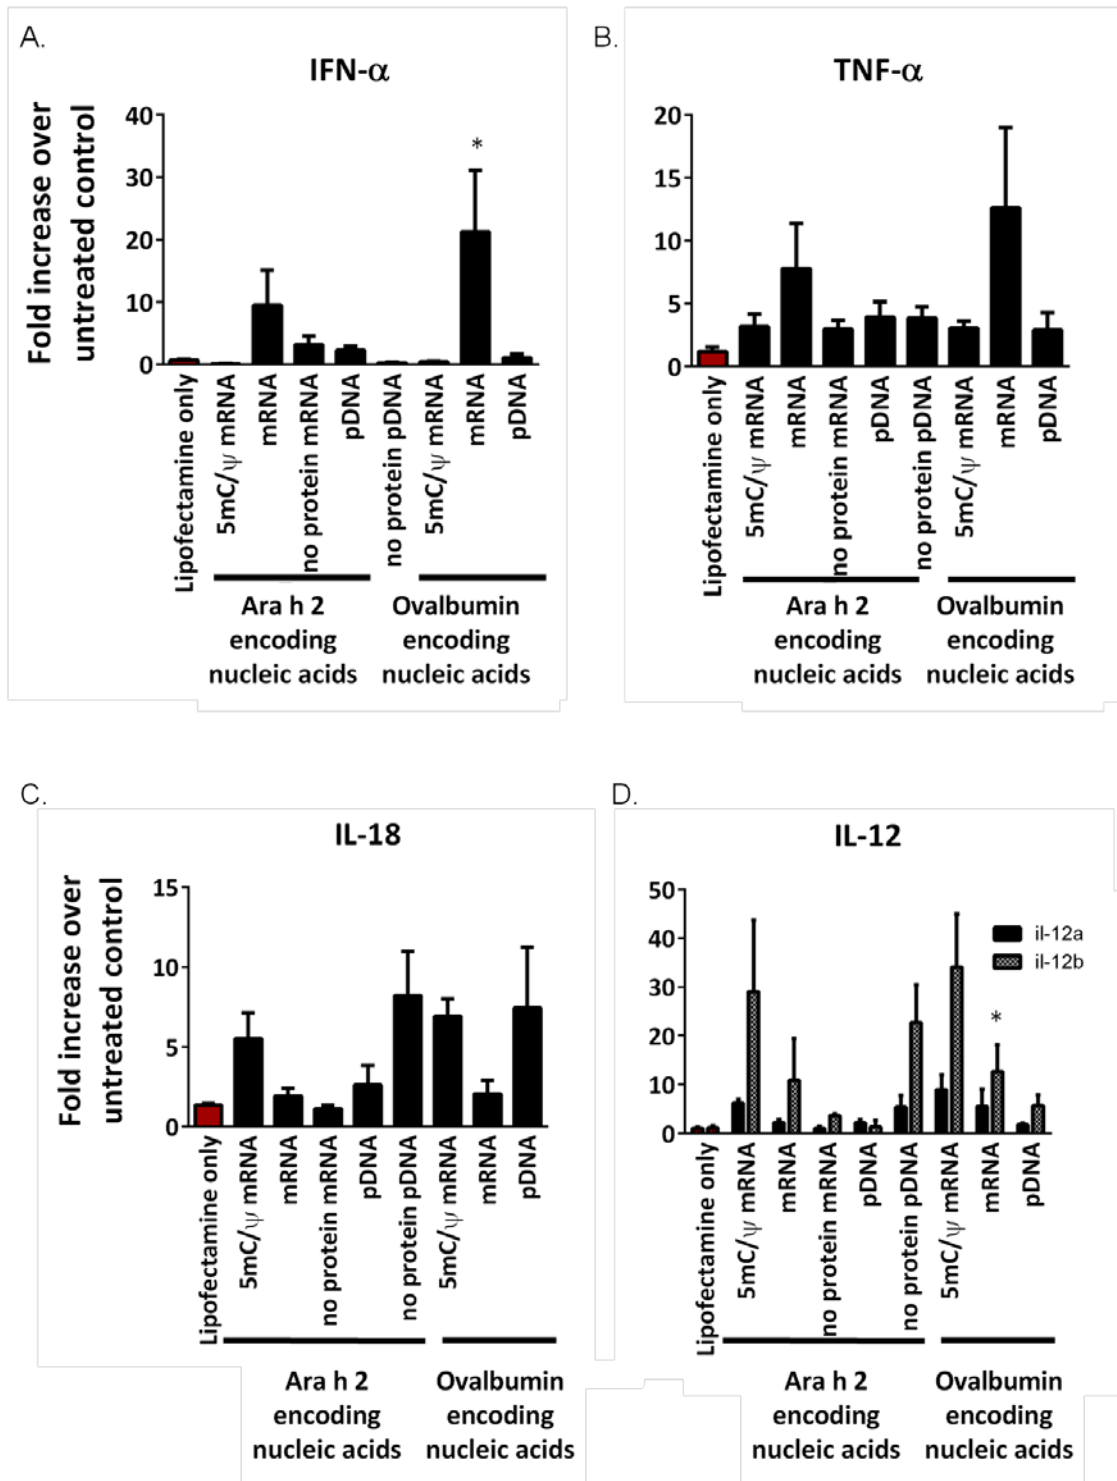 A.
IFN-α
Fold increase over
untreated control
40
30
20
10
0
*
Lipofectamine only
5mC/ψ mRNA
mRNA
no protein mRNA
pDNA
no protein pDNA
5mC/ψ mRNA
mRNA
pDNA
Ara h 2
encoding
nucleic acids
Ovalbumin
encoding
nucleic acids
B.
TNF-α
20
15
10
5
0
Lipofectamine only
5mC/ψ mRNA
mRNA
no protein mRNA
pDNA
no protein pDNA
5mC/ψ mRNA
mRNA
pDNA
Ara h 2
encoding
nucleic acids
Ovalbumin
encoding
nucleic acids
C.
IL-18
Fold increase over
untreated control
15
10
5
0
Lipofectamine only
5mC/ψ mRNA
mRNA
no protein mRNA
pDNA
no protein pDNA
5mC/ψ mRNA
mRNA
pDNA
Ara h 2
encoding
nucleic acids
Ovalbumin
encoding
nucleic acids
D.
IL-12
50
40
30
20
10
0
il-12a
il-12b
*
Lipofectamine only
5mC/ψ mRNA
mRNA
no protein mRNA
pDNA
no protein pDNA
5mC/ψ mRNA
mRNA
pDNA
Ara h 2
encoding
nucleic acids
Ovalbumin
encoding
nucleic acids